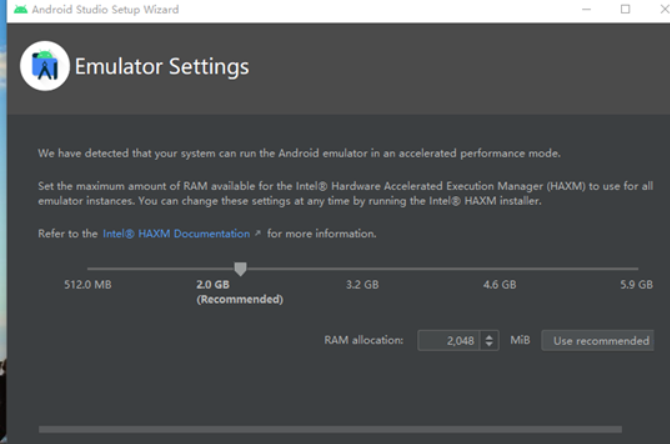 Android Studio Setup Wizard
Emulator Settings
We have detected that your system can run the Android emulator in an accelerated performance mode.
Set the maximum amount of RAM available for the Intel® Hardware Accelerated Execution Manager (HAXM) to use for all
emulator instances. You can change these settings at any time by running the Intel® HAXM installer.
Refer to the Intel® HAXM Documentation ↗ for more information.
512.0 MB 2.0 GB 3.2 GB 4.6 GB 5.9 GB
(Recommended)
RAM allocation: 2,048 MiB Use recommended